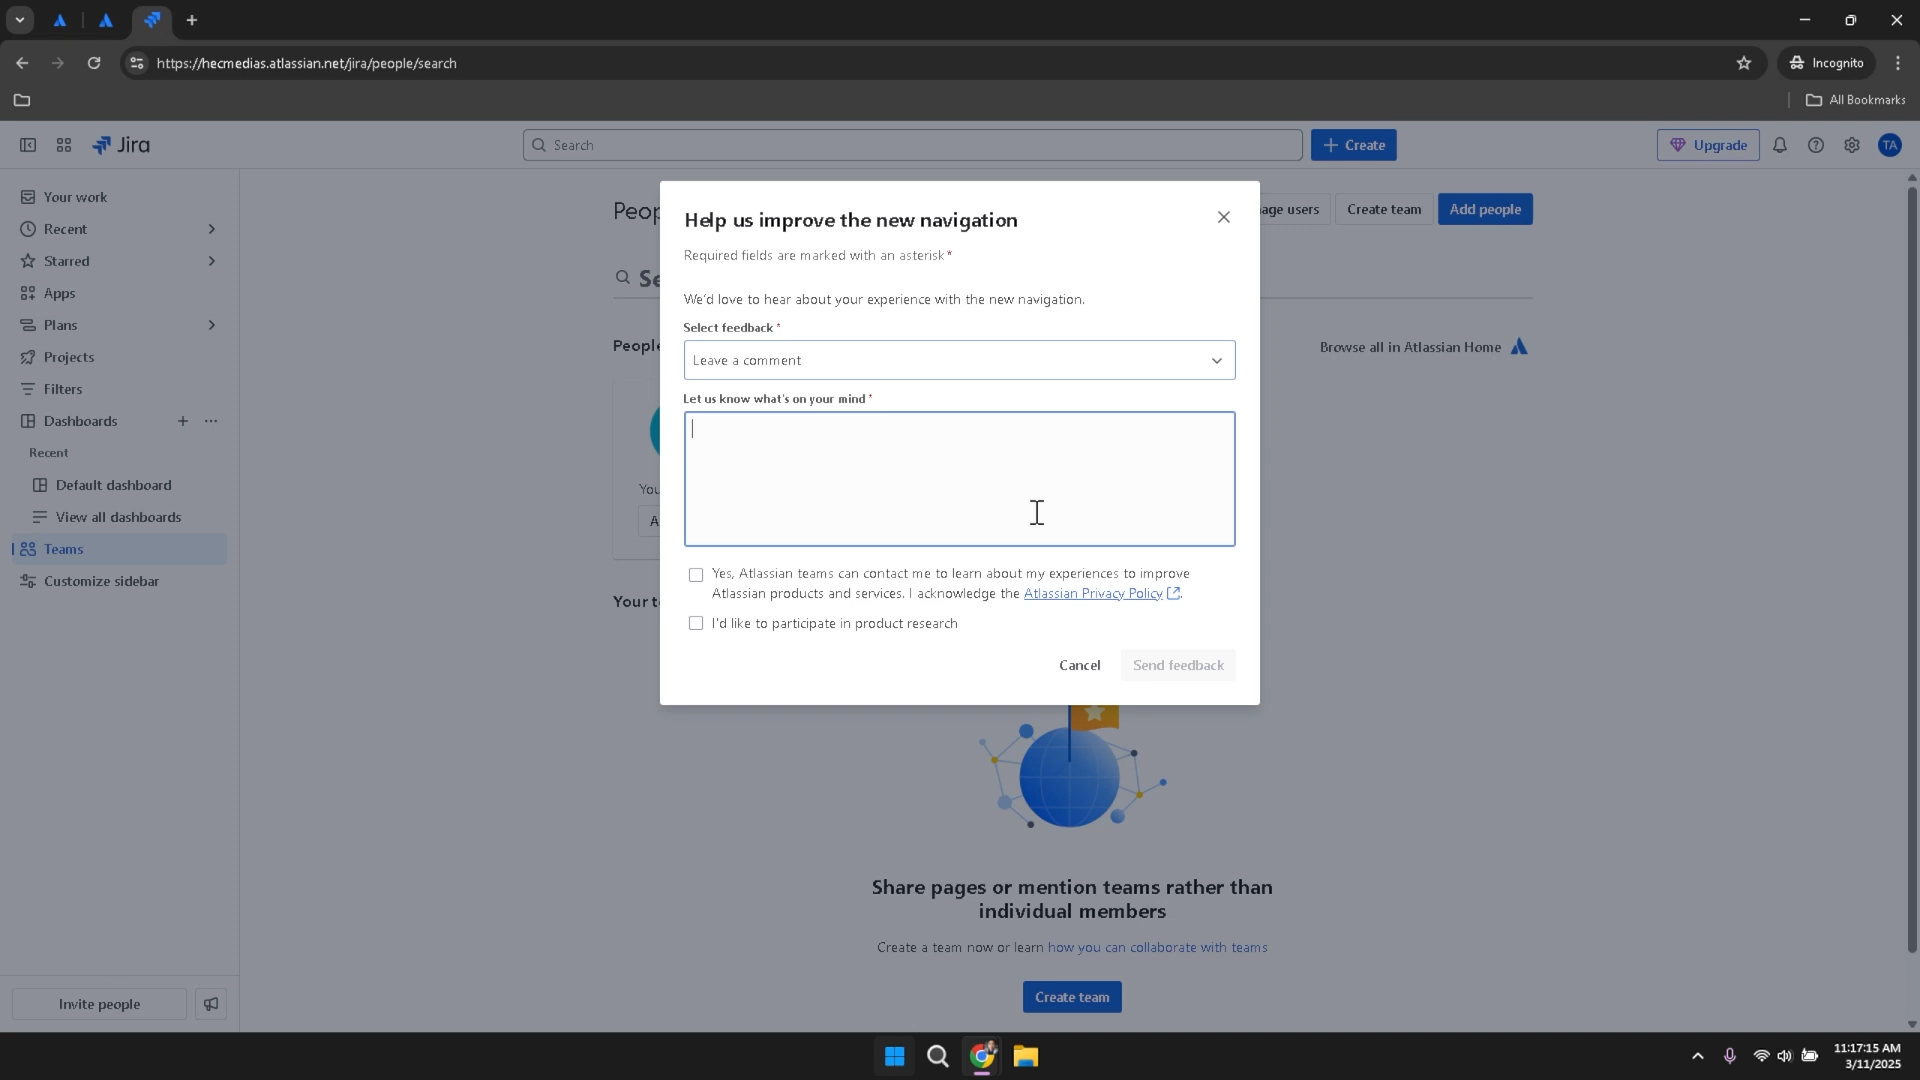 https://hecmedias.atlassian.net/jira/people/search
Incognito
All Bookmarks
Jira
Search
Create
Upgrade
TA
Your work
Recent
Starred
Apps
Plans
Projects
Filters
Dashboards
Recent
Default dashboard
View all dashboards
Teams
Customize sidebar
Invite people
Create team
Add people
Browse all in Atlassian Home
Help us improve the new navigation
Required fields are marked with an asterisk *
We'd love to hear about your experience with the new navigation.
Select feedback *
Leave a comment
Let us know what's on your mind *
Yes, Atlassian teams can contact me to learn about my experiences to improve
Atlassian products and services. I acknowledge the Atlassian Privacy Policy.
I'd like to participate in product research
Cancel
Send feedback
Share pages or mention teams rather than
individual members
Create a team now or learn how you can collaborate with teams
Create team
11:17:15 AM
3/11/2025